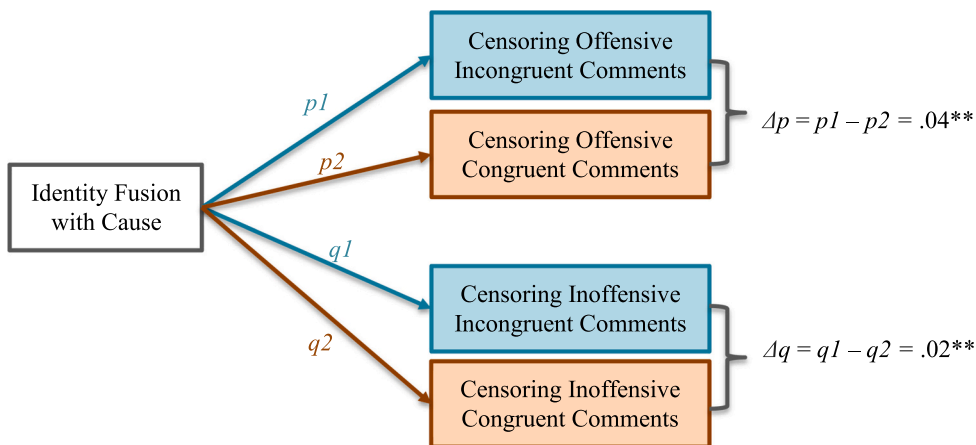 Censoring Offensive
Incongruent Comments
p1
Δp = p1 – p2 = .04**
Censoring Offensive
Congruent Comments
p2
Identity Fusion
with Cause
q1
Censoring Inoffensive
Incongruent Comments
q2
Δq = q1 – q2 = .02**
Censoring Inoffensive
Congruent Comments